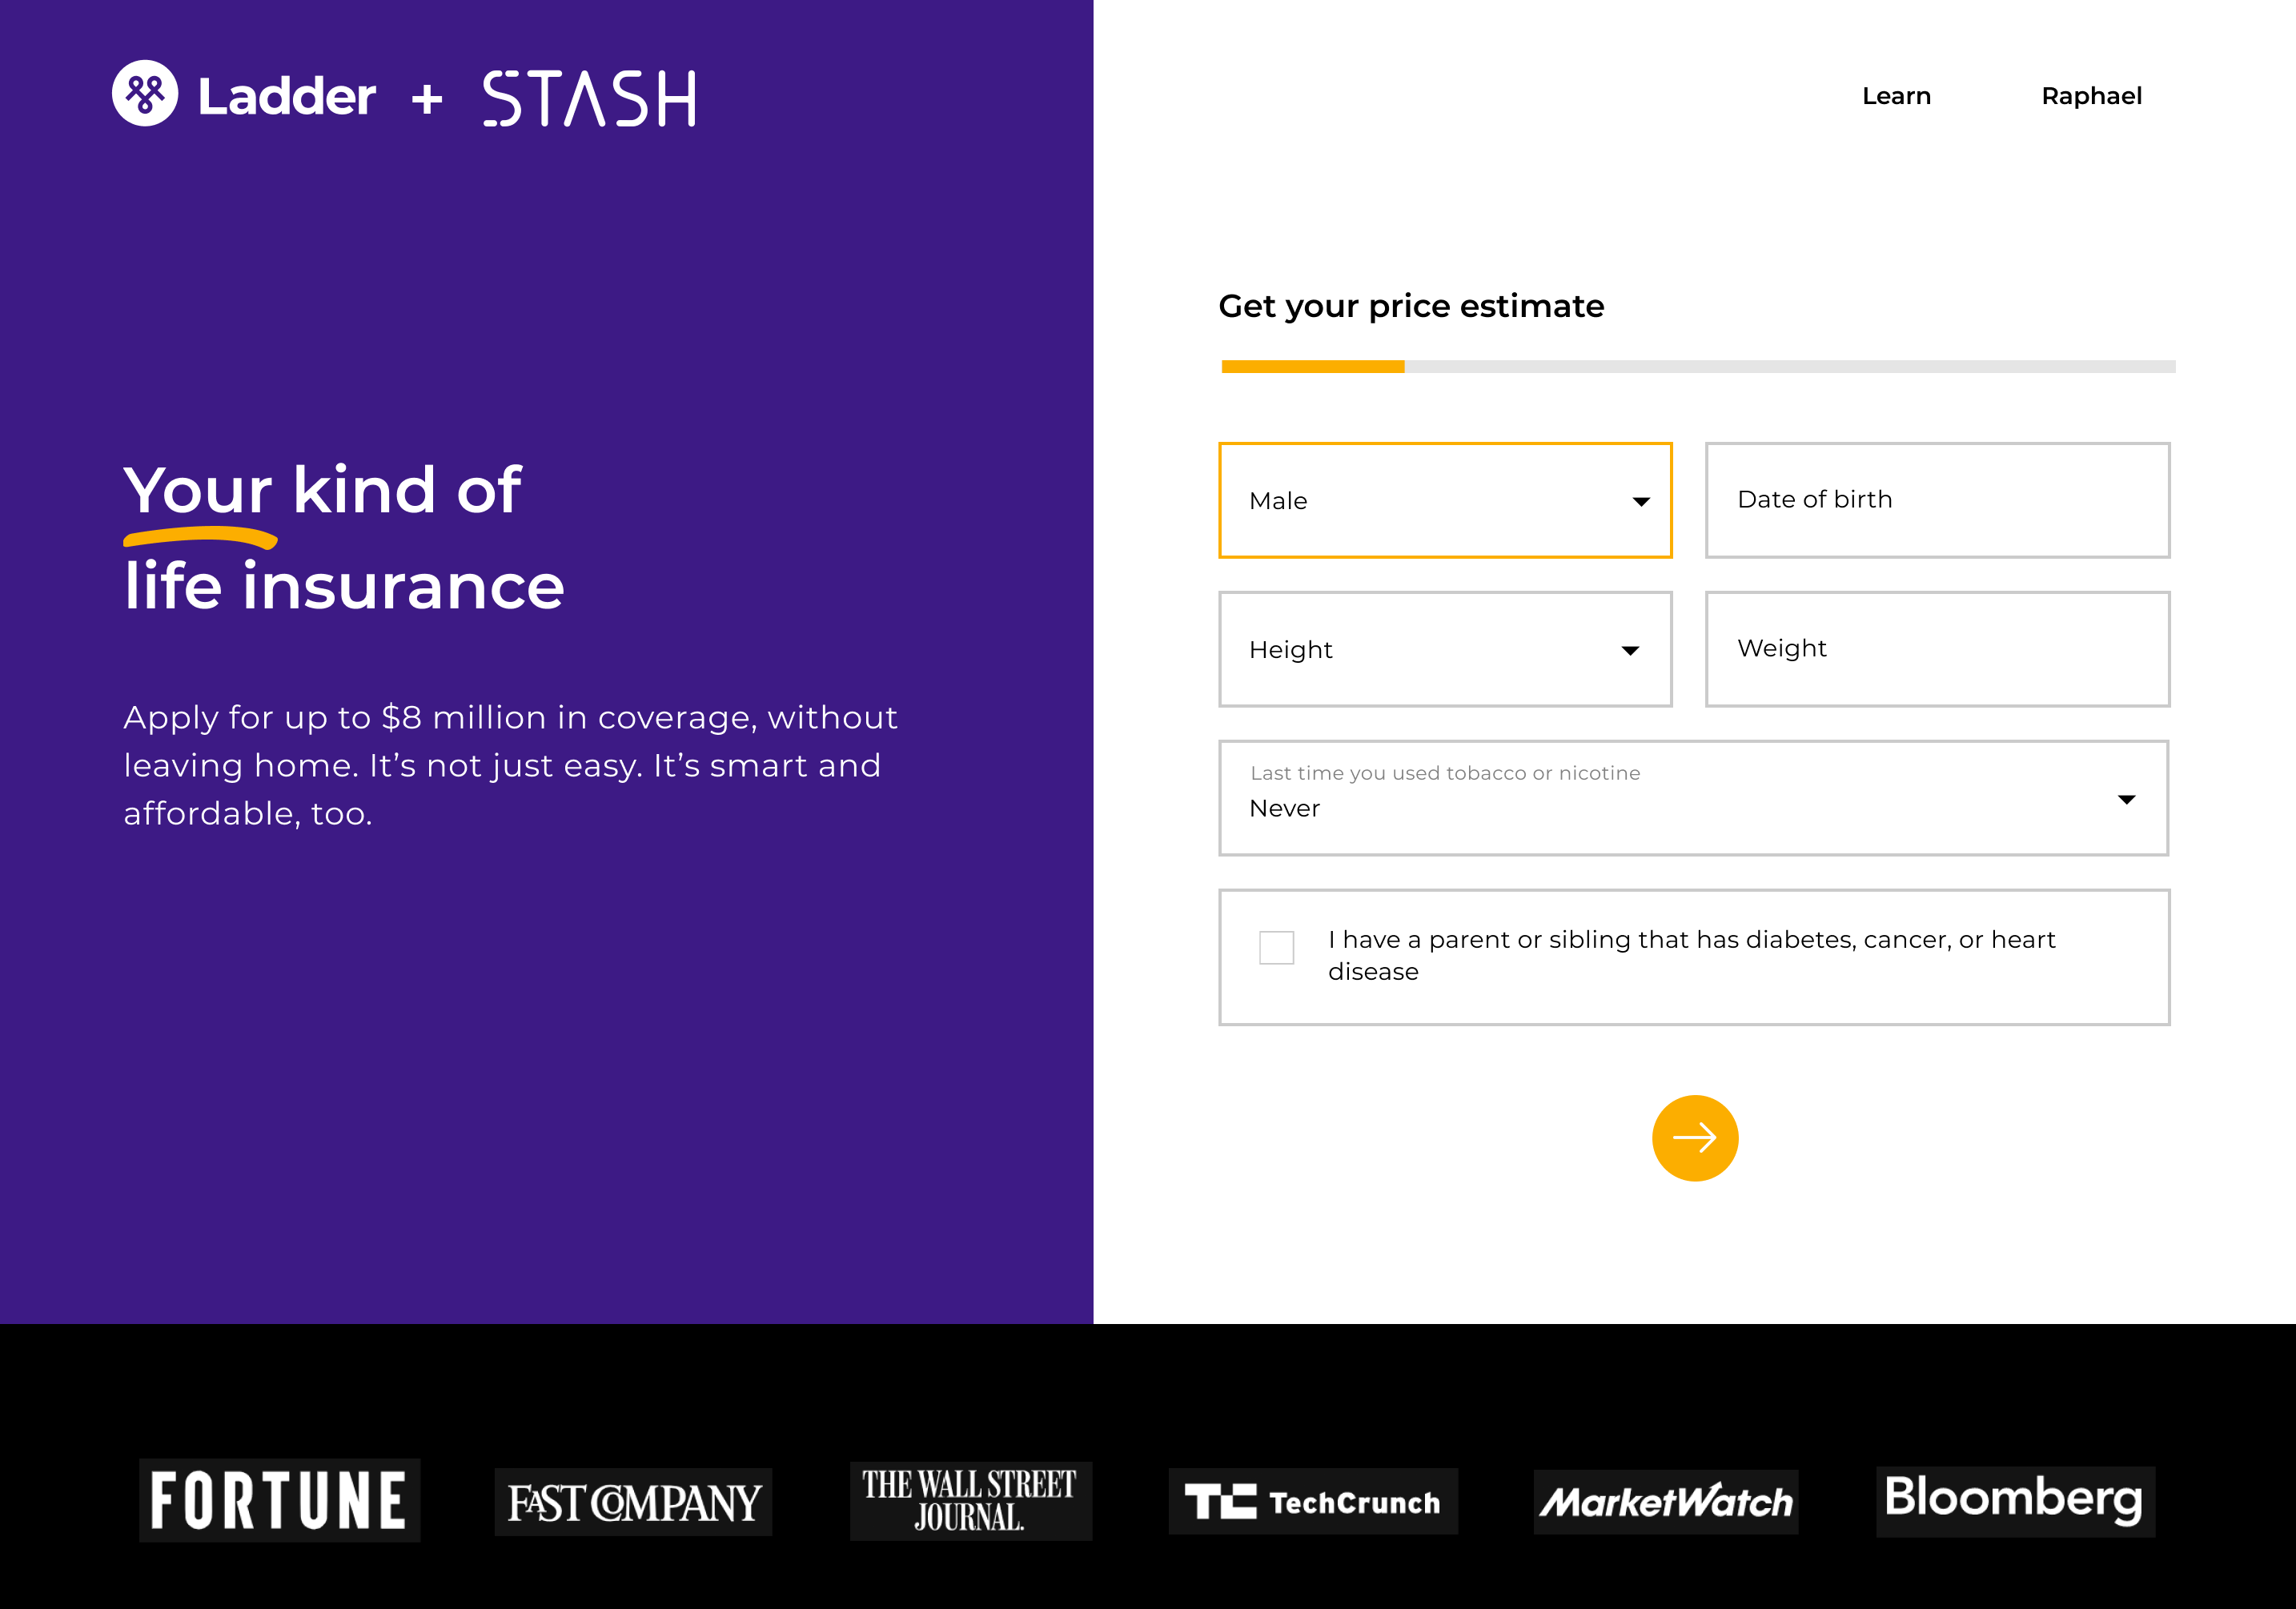 Ladder + STASH
Learn Raphael
Your kind of
life insurance
Apply for up to $8 million in coverage, without
leaving home. It’s not just easy. It’s smart and
affordable, too.
Get your price estimate
Male
Date of birth
Height
Weight
Last time you used tobacco or nicotine
Never
I have a parent or sibling that has diabetes, cancer, or heart
disease
FORTUNE
FAST COMPANY
THE WALL STREET
JOURNAL.
TC TechCrunch
MarketWatch
Bloomberg